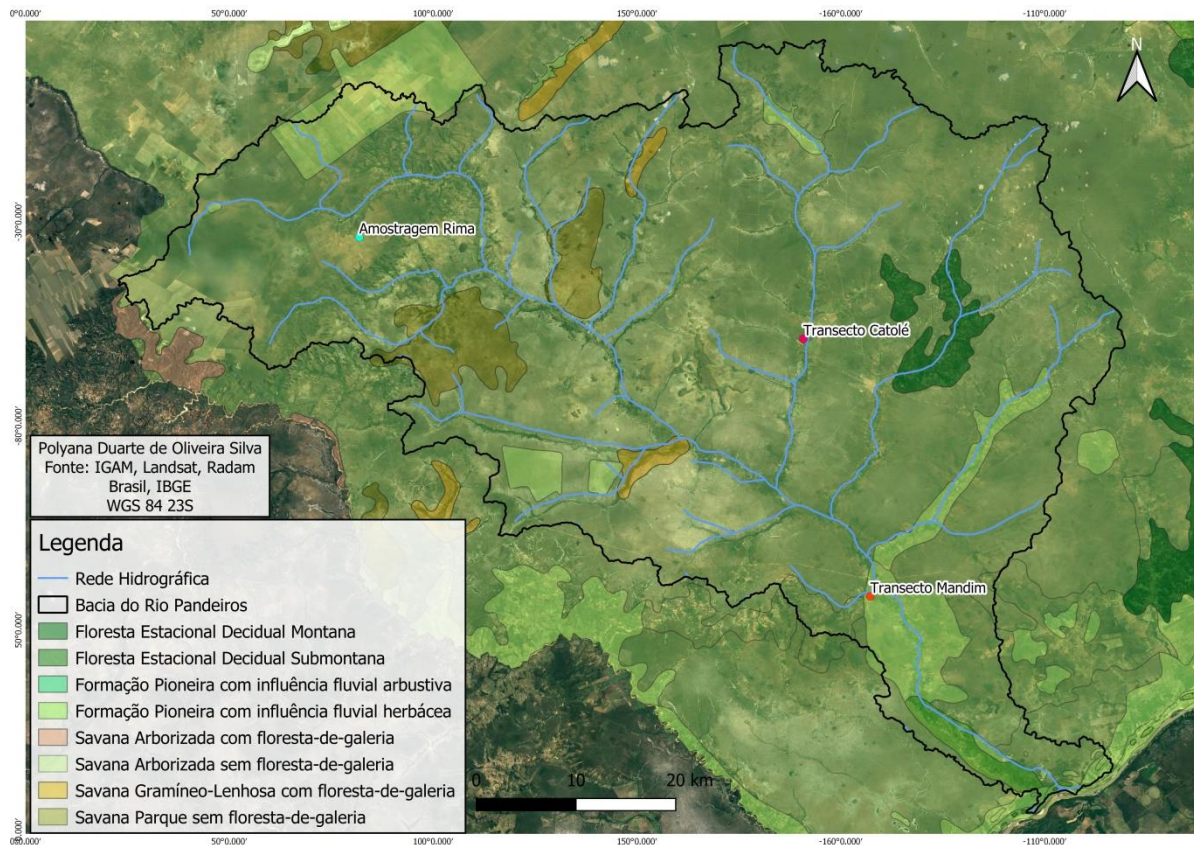 0°0.000' 50°0.000' 100°0.000' 150°0.000' -160°0.000' -110°0.000'
N
-30°0.000'
Amostragem Rima
Transecto Catolé
-80°0.000'
Polyana Duarte de Oliveira Silva
Fonte: IGAM, Landsat, Radam
Brasil, IBGE
WGS 84 23S
Legenda
Rede Hidrográfica
Bacia do Rio Pandeiros
Floresta Estacional Decidual Montana
Floresta Estacional Decidual Submontana
Formação Pioneira com influência fluvial arbustiva
Formação Pioneira com influência fluvial herbácea
Savana Arborizada com floresta-de-galeria
Savana Arborizada sem floresta-de-galeria
Savana Gramíneo-Lenhosa com floresta-de-galeria
Savana Parque sem floresta-de-galeria
50°0.000'
Transecto Mandim
0 10 20 km
50°0.000' 100°0.000' 150°0.000' -160°0.000' -110°0.000'